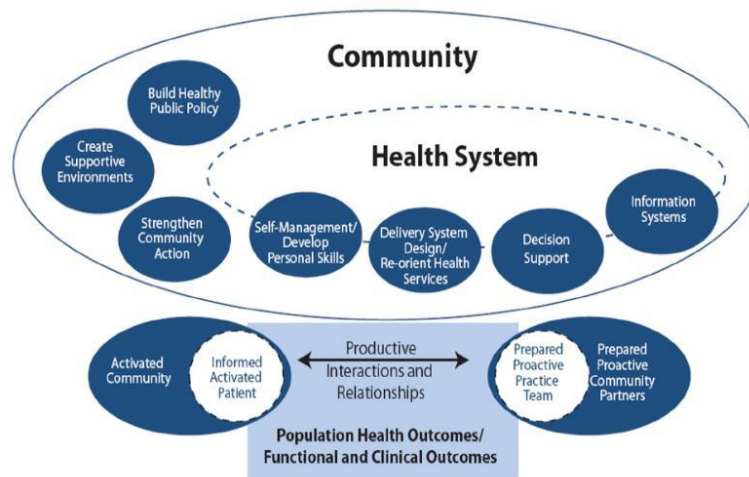 Community
Build Healthy
Public Policy
Health System
Create
Supportive
Environments
Information
Systems
Strengthen
Community
Action
Self-Management/
Develop
Personal Skills
Delivery System
Design/
Re-orient Health
Services
Decision
Support
Activated
Community
Informed
Activated
Patient
Productive
Interactions and
Relationships
Prepared
Proactive
Practice
Team
Prepared
Proactive
Community
Partners
Population Health Outcomes/
Functional and Clinical Outcomes